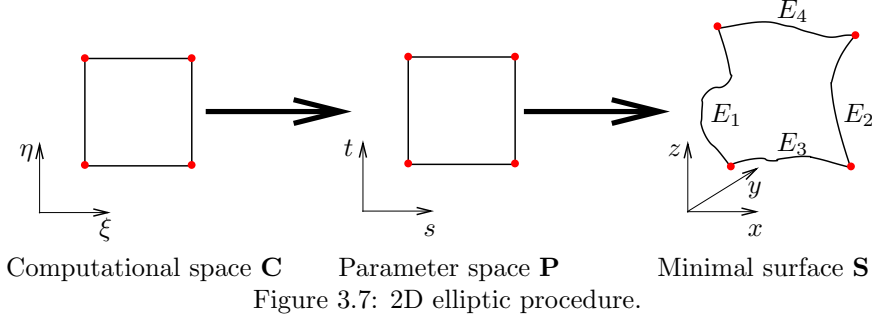 E₄
η
t
E₁
E₂
z
E₃
y
ξ
s
x
Computational space C
Parameter space P
Minimal surface S
Figure 3.7: 2D elliptic procedure.